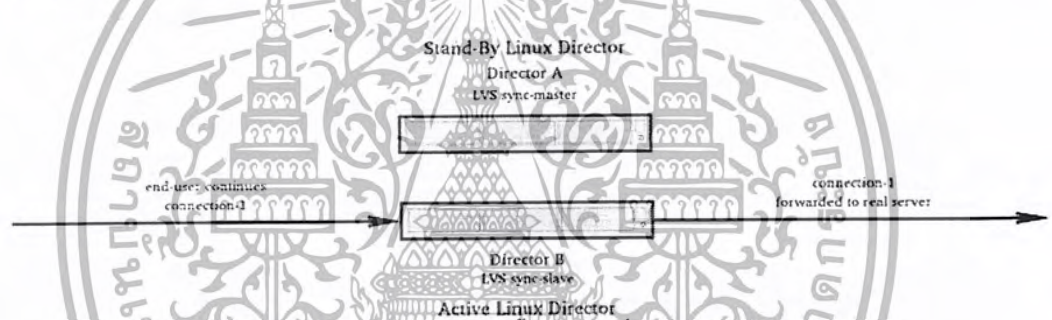 Stand-By Linux Director
Director A
LVS sync-master
end-user continues
connection-1
connection-1
forwarded to real server
Director B
LVS sync-slave
Active Linux Director